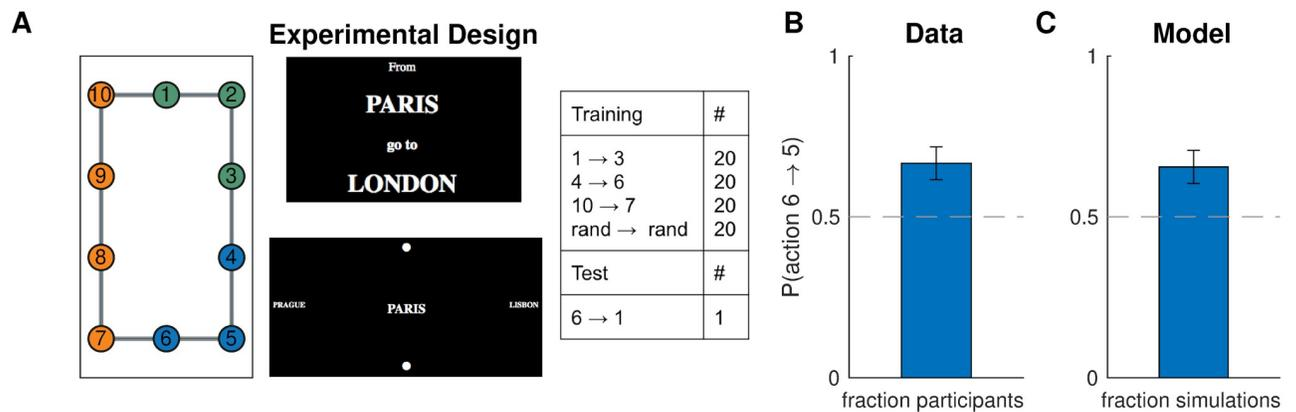 A
Experimental Design
10
1
2
9
3
8
4
7
6
5
From
PARIS
go to
LONDON
PRAGUE
PARIS
LISBON
Training #
1 → 3 20
4 → 6 20
10 → 7 20
rand → rand 20
Test #
6 → 1 1
B
Data
P(action 6 → 5)
1
0.5
0
fraction participants
C
Model
1
0.5
0
fraction simulations